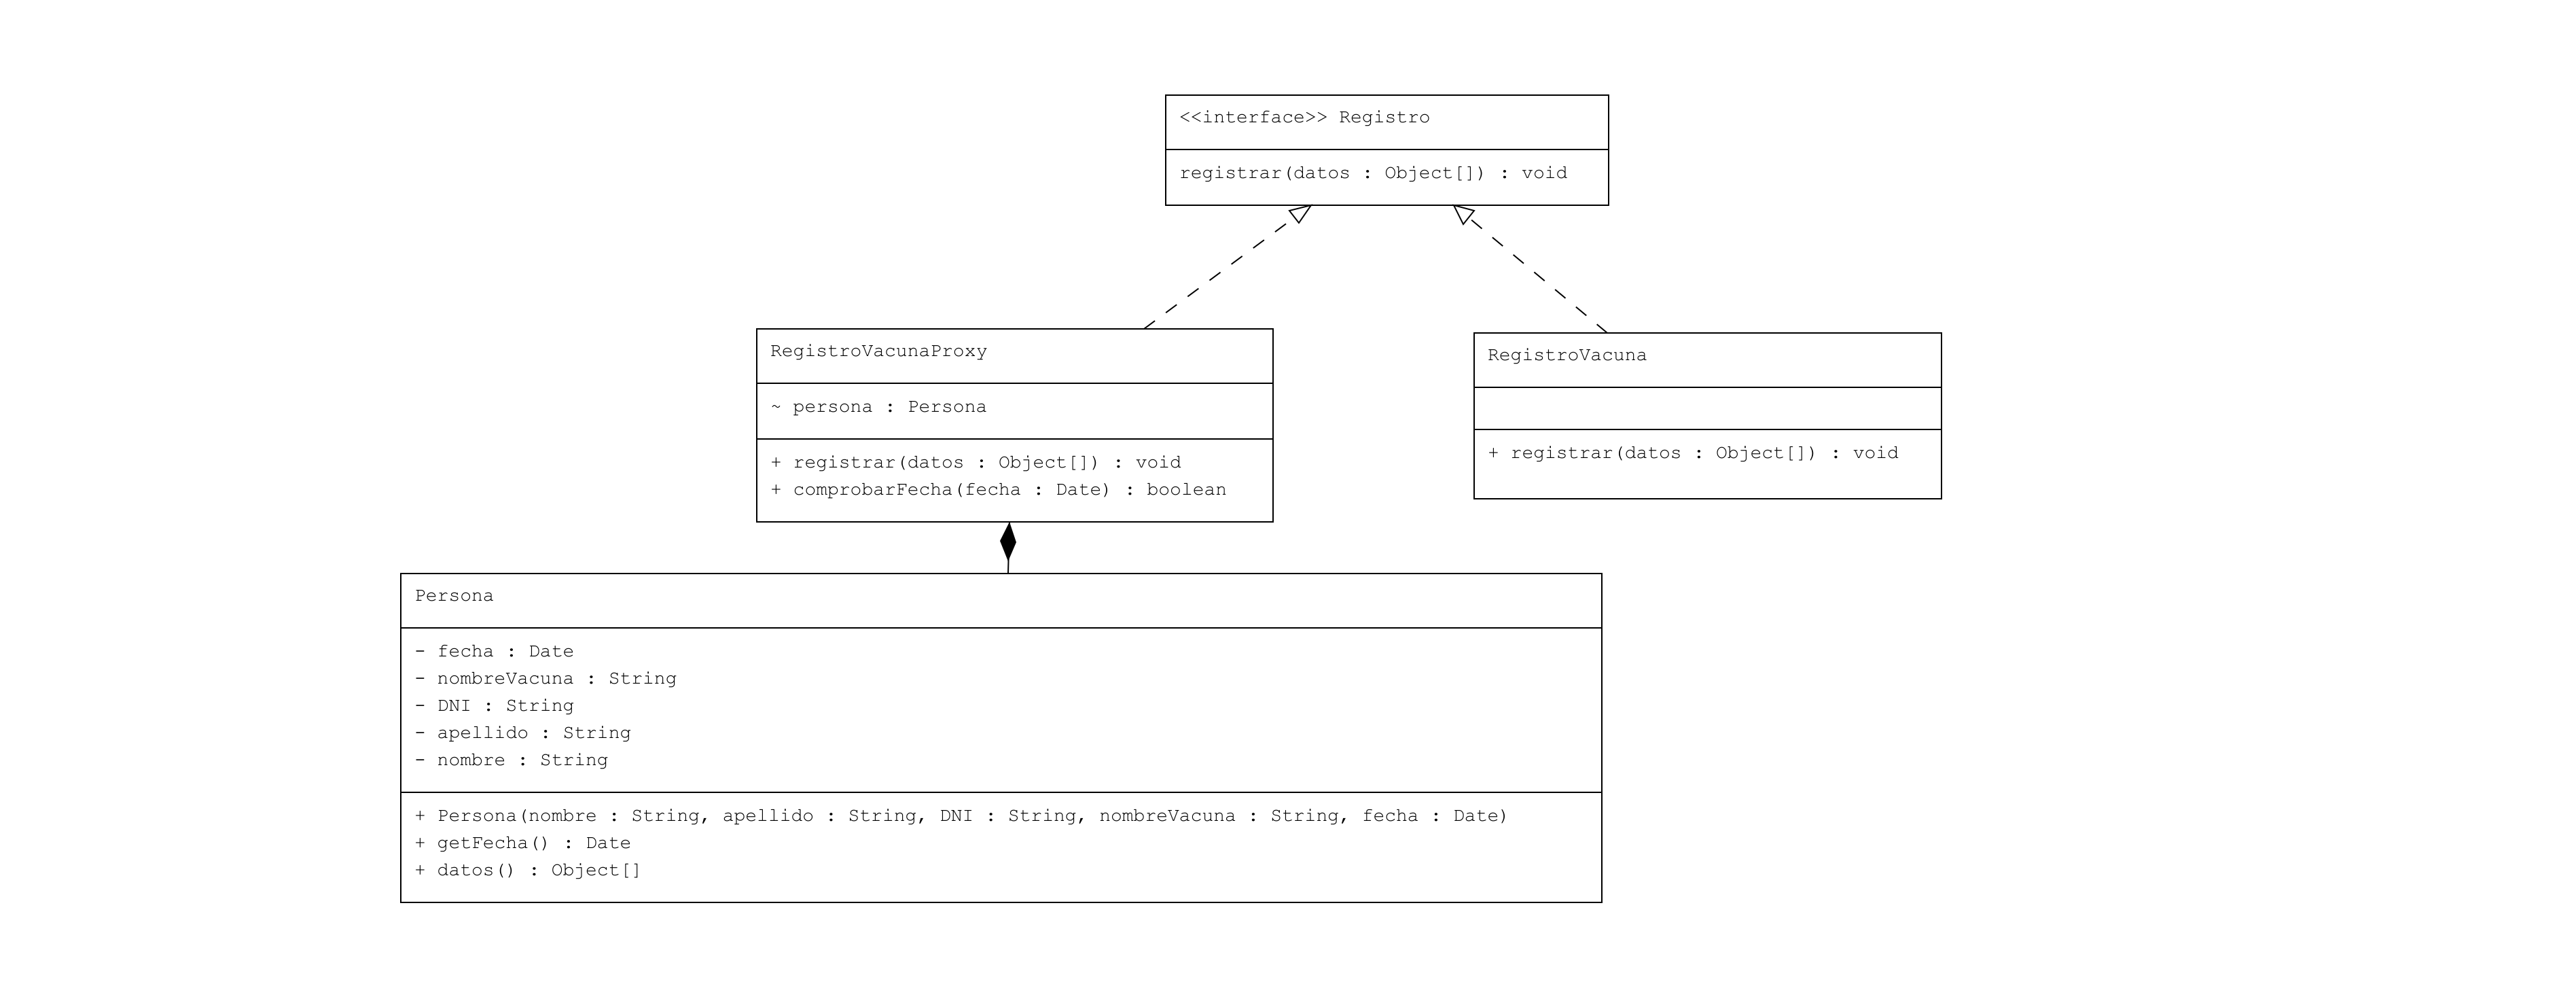 <<interface>> Registro
registrar(datos : Object[]) : void
RegistroVacunaProxy
~ persona : Persona
+ registrar(datos : Object[]) : void
+ comprobarFecha(fecha : Date) : boolean
RegistroVacuna
+ registrar(datos : Object[]) : void
Persona
- fecha : Date
- nombreVacuna : String
- DNI : String
- apellido : String
- nombre : String
+ Persona(nombre : String, apellido : String, DNI : String, nombreVacuna : String, fecha : Date)
+ getFecha() : Date
+ datos() : Object[]